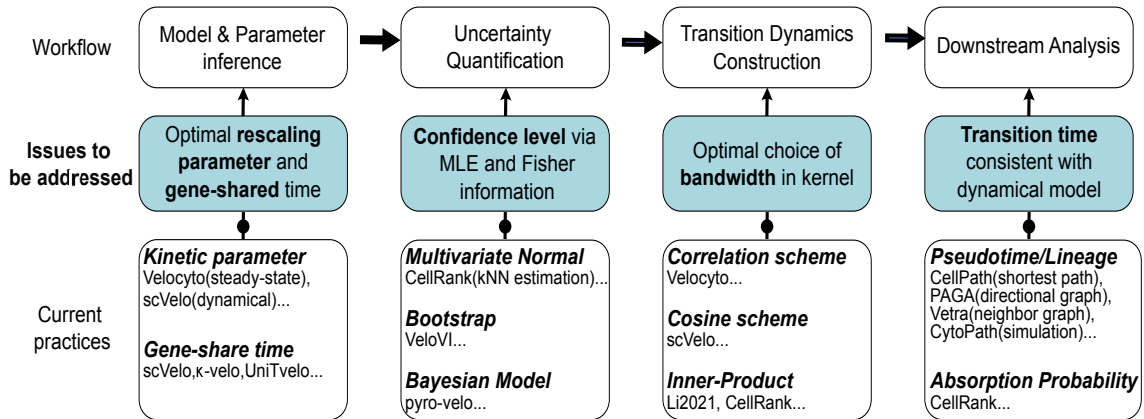 Workflow
Model & Parameter
inference
Uncertainty
Quantification
Transition Dynamics
Construction
Downstream Analysis
Issues to
be addressed
Optimal rescaling
parameter and
gene-shared time
Confidence level via
MLE and Fisher
information
Optimal choice of
bandwidth in kernel
Transition time
consistent with
dynamical model
Current
practices
Kinetic parameter
Velocyto(steady-state),
scVelo(dynamical)...
Gene-share time
scVelo,κ-velo,UniTvelo...
Multivariate Normal
CellRank(kNN estimation)...
Bootstrap
VeloVI...
Bayesian Model
pyro-velo...
Correlation scheme
Velocyto...
Cosine scheme
scVelo...
Inner-Product
Li2021, CellRank...
Pseudotime/Lineage
CellPath(shortest path),
PAGA(directional graph),
Vetra(neighbor graph),
CytoPath(simulation)...
Absorption Probability
CellRank...